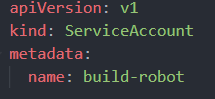 apiVersion: v1
kind: ServiceAccount
metadata:
  name: build-robot